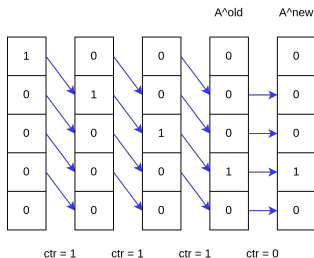 A^old A^new
1 0 0 0 0
0 1 0 0 0
0 0 1 0 0
0 0 0 1 1
0 0 0 0 0
ctr = 1 ctr = 1 ctr = 1 ctr = 0